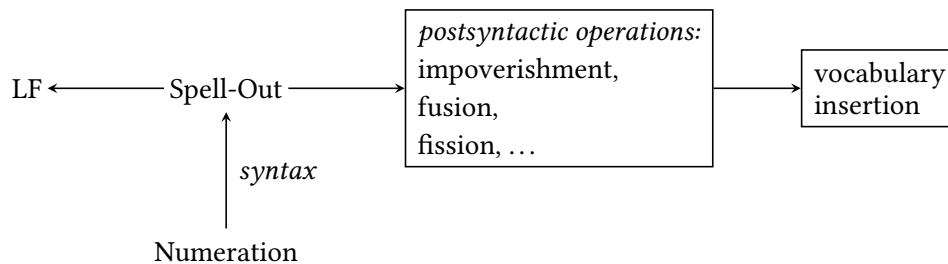 postsyntactic operations:
impoverishment,
fusion,
fission, …
LF
Spell-Out
vocabulary
insertion
syntax
Numeration